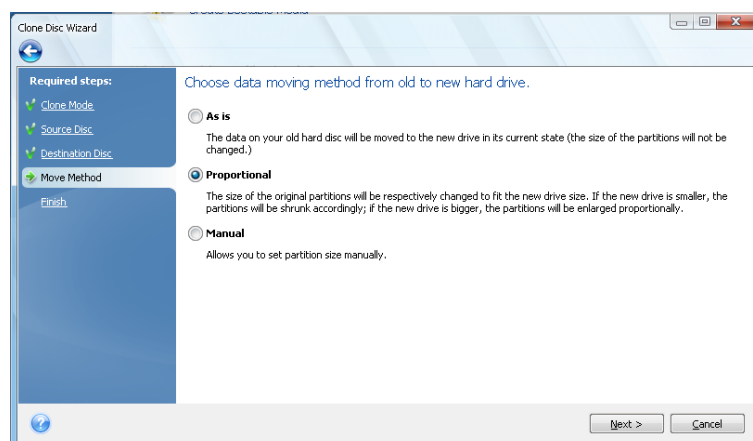 Create Bootable Media
Clone Disc Wizard
Required steps:
Clone Mode
Source Disc
Destination Disc
Move Method
Finish
Choose data moving method from old to new hard drive.
As is
The data on your old hard disc will be moved to the new drive in its current state (the size of the partitions will not be
changed.)
Proportional
The size of the original partitions will be respectively changed to fit the new drive size. If the new drive is smaller, the
partitions will be shrunk accordingly; if the new drive is bigger, the partitions will be enlarged proportionally.
Manual
Allows you to set partition size manually.
Next >
Cancel